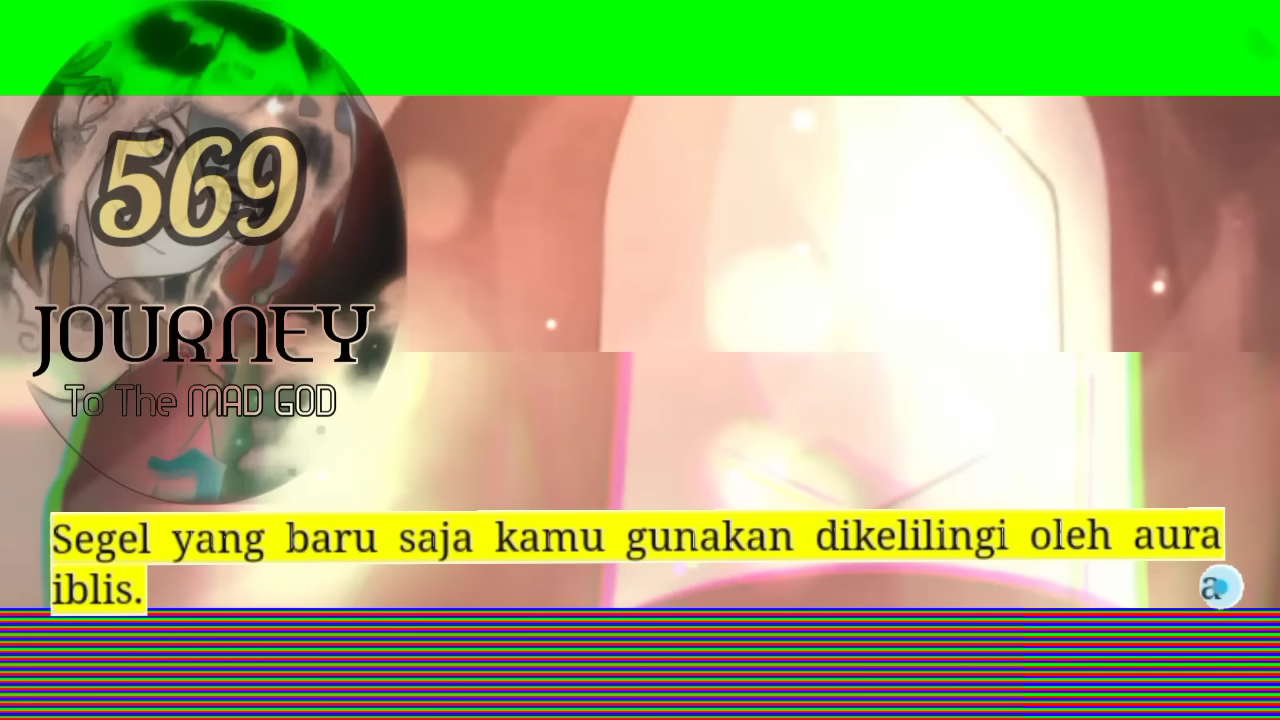 569
JOURNEY
To The MAD GOD
Segel yang baru saja kamu gunakan dikelilingi oleh aura
iblis.
a